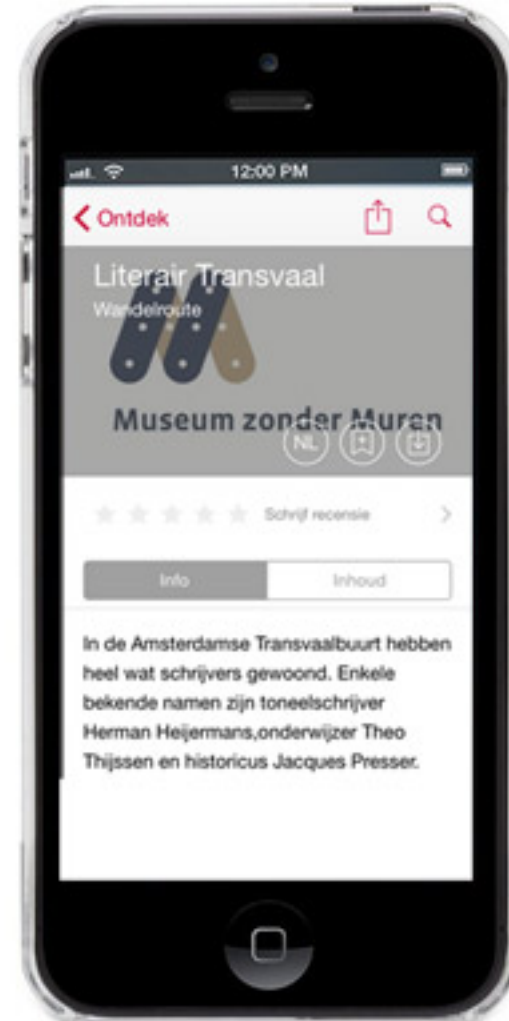 12:00 PM
Ontdek
Literair Transvaal
Wandelroute
Museum zonder Muren
NL
Schrijf recensie
Info
Inhoud
In de Amsterdamse Transvaalbuurt hebben
heel wat schrijvers gewoond. Enkele
bekende namen zijn toneelschrijver
Herman Heijermans,onderwijzer Theo
Thijssen en historicus Jacques Presser.